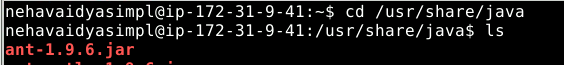 nehavaidyasimpl@ip-172-31-9-41:~$ cd /usr/share/java
nehavaidyasimpl@ip-172-31-9-41:/usr/share/java$ ls
ant-1.9.6.jar